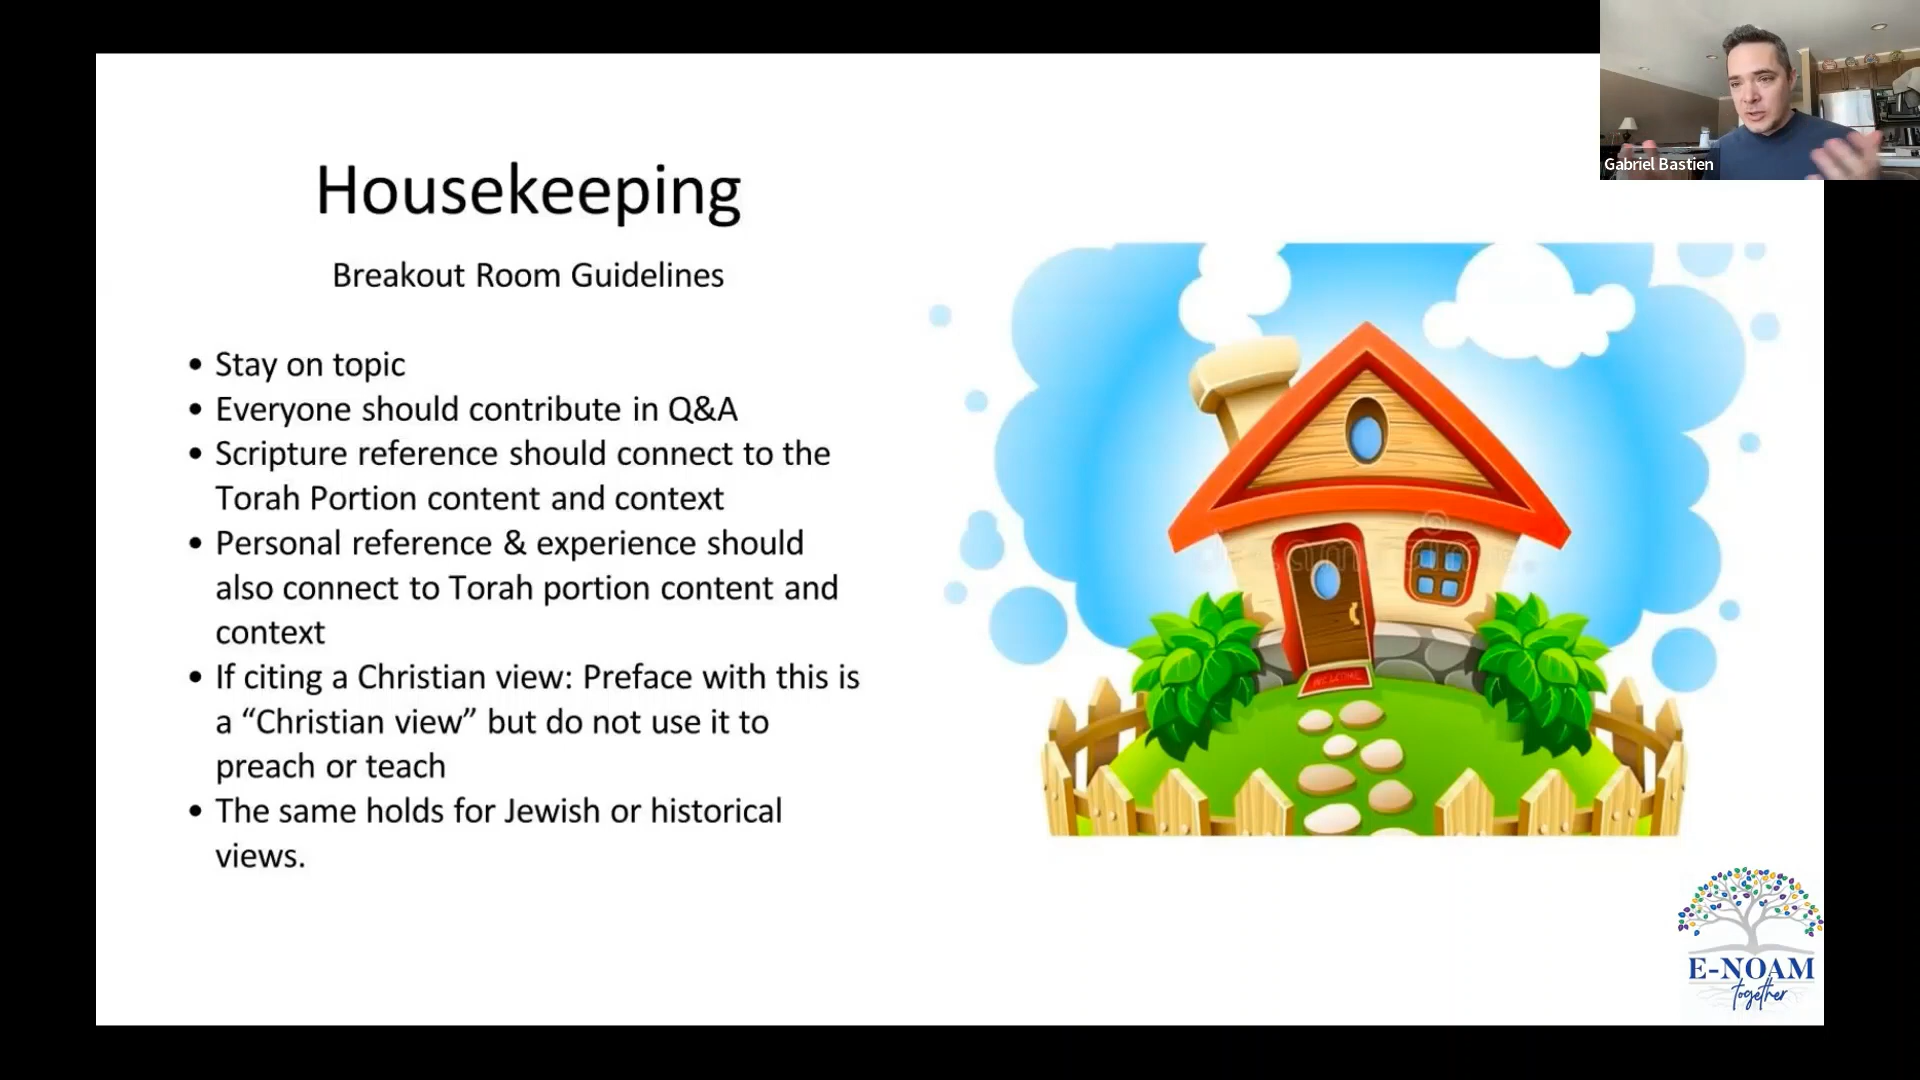 Gabriel Bastien
Housekeeping
Breakout Room Guidelines
• Stay on topic
• Everyone should contribute in Q&A
• Scripture reference should connect to the
Torah Portion content and context
• Personal reference & experience should
also connect to Torah portion content and
context
• If citing a Christian view: Preface with this is
a “Christian view” but do not use it to
preach or teach
• The same holds for Jewish or historical
views.
E-NOAM
together